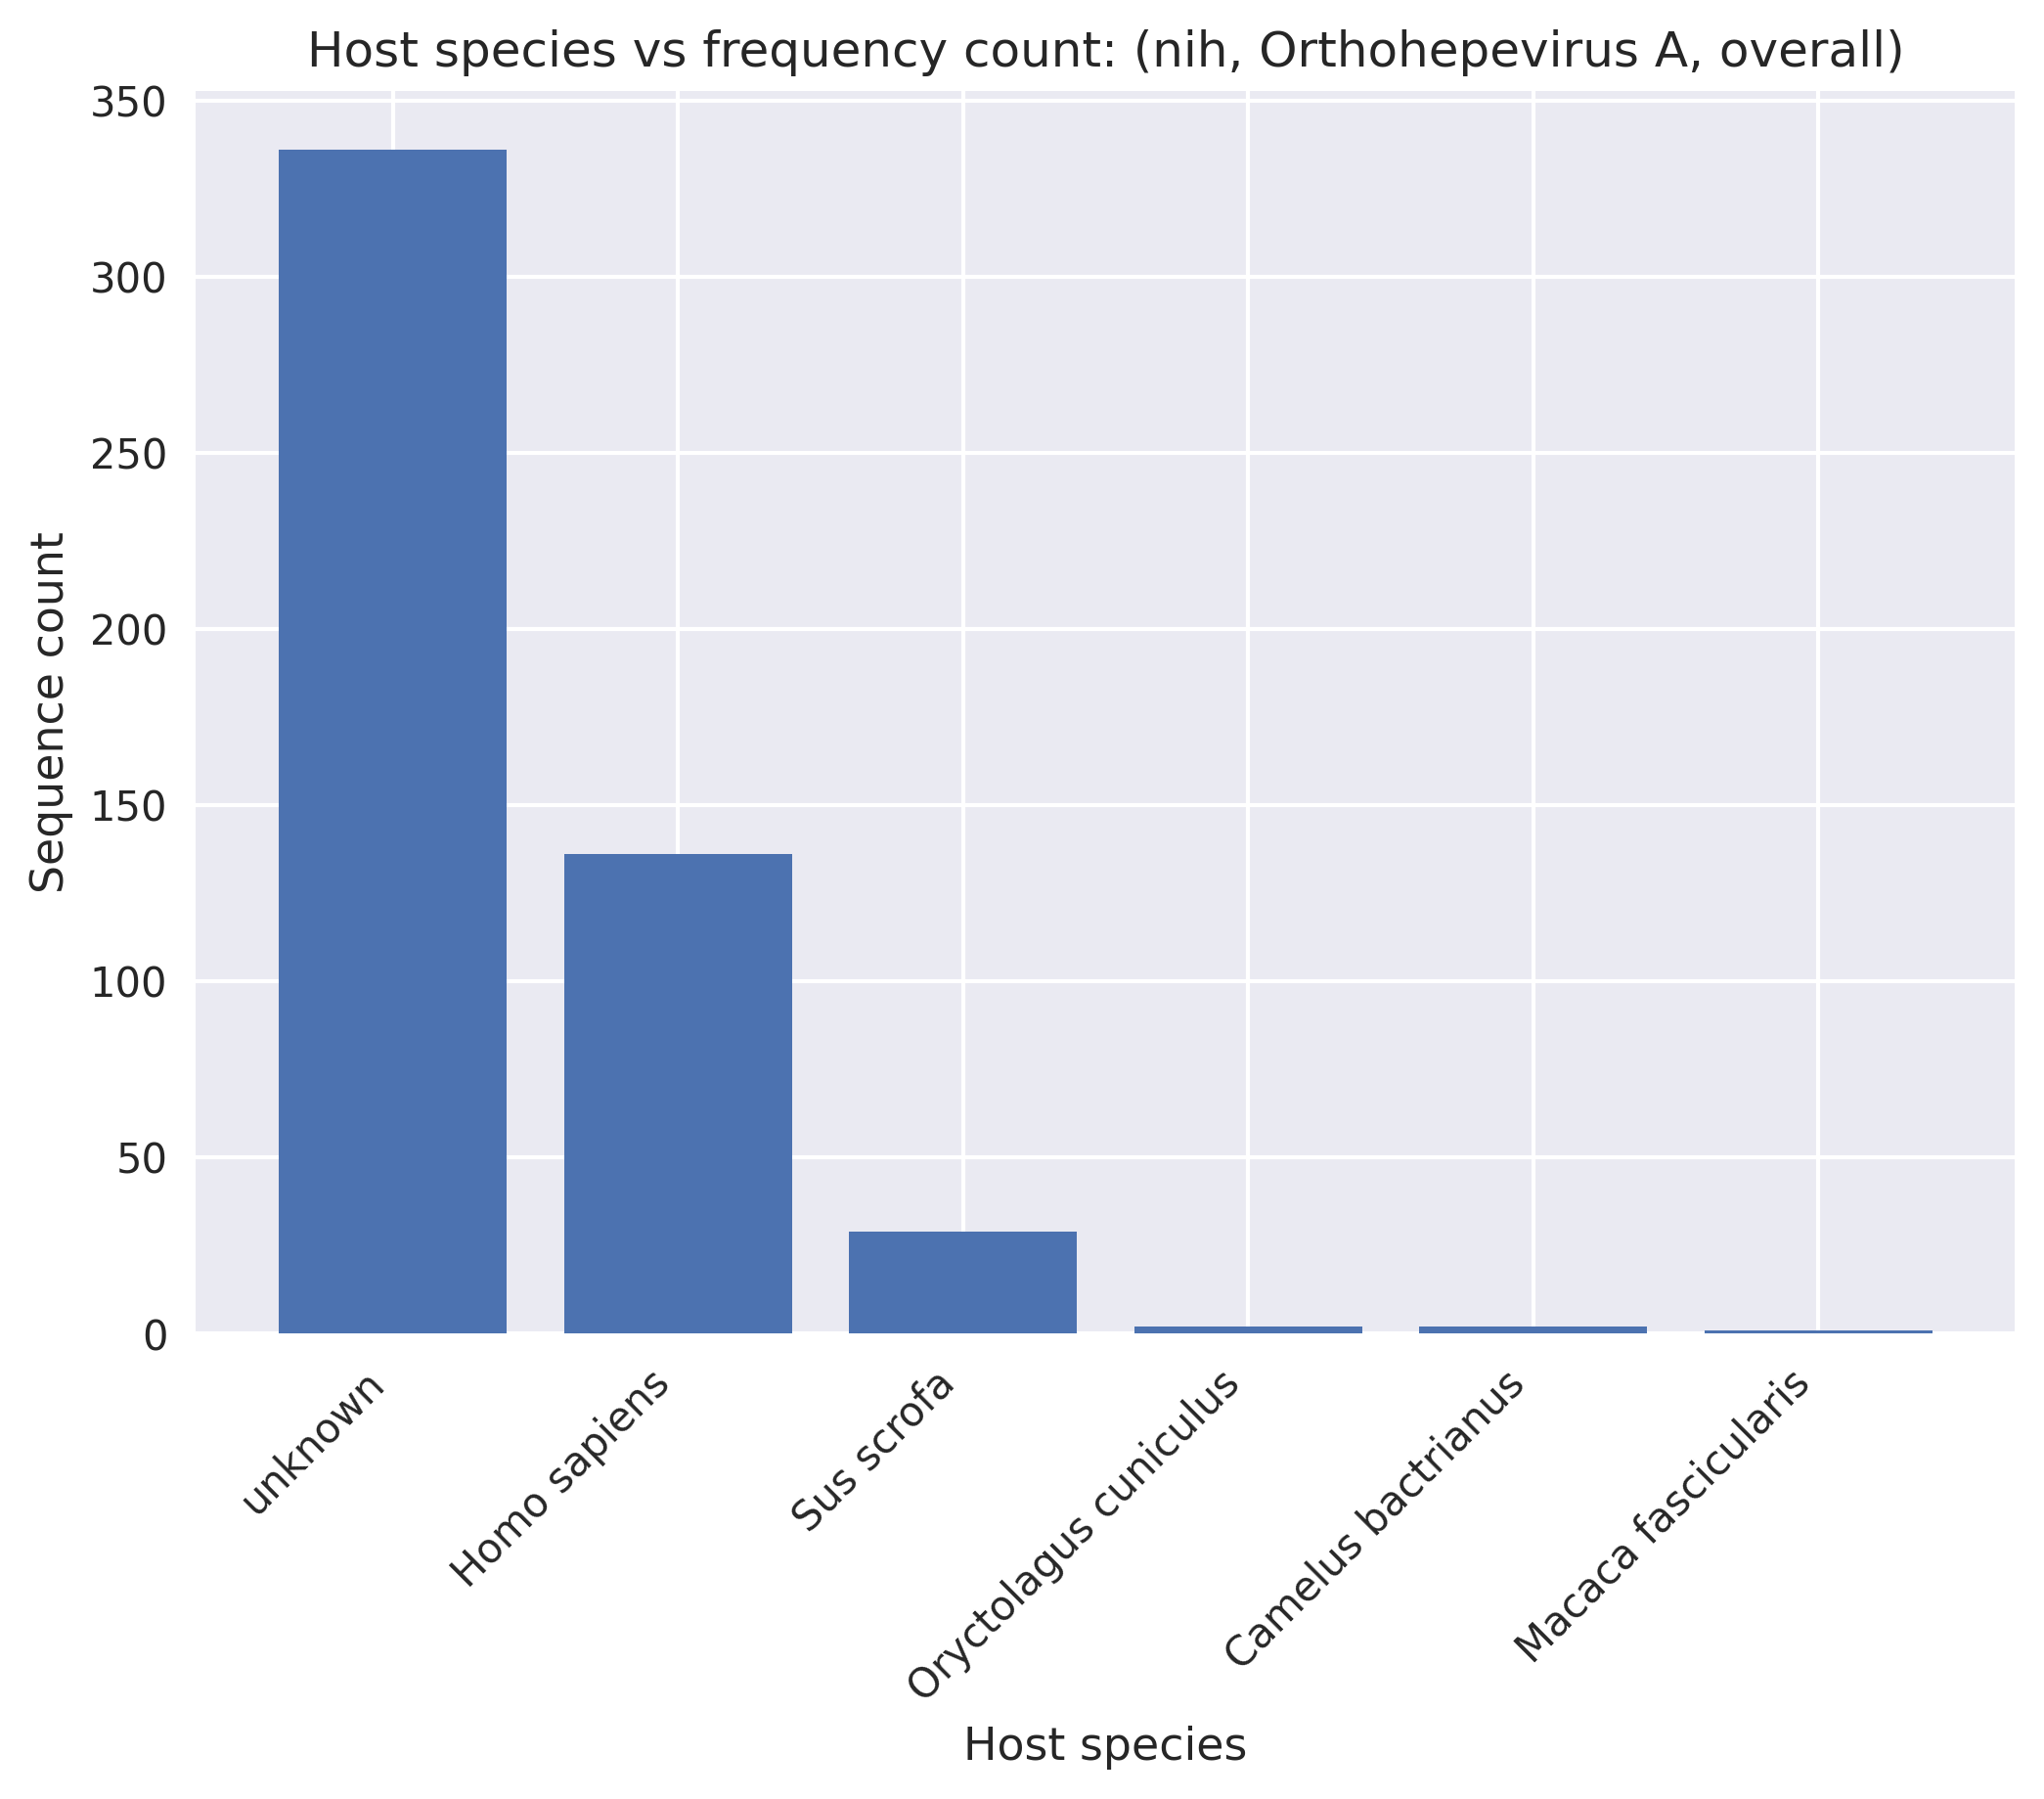 Host species vs frequency count: (nih, Orthohepevirus A, overall)
350
300
250
200
150
100
50
0
Sequence count
unknown
Homo sapiens
Sus scrofa
Oryctolagus cuniculus
Camelus bactrianus
Macaca fascicularis
Host species